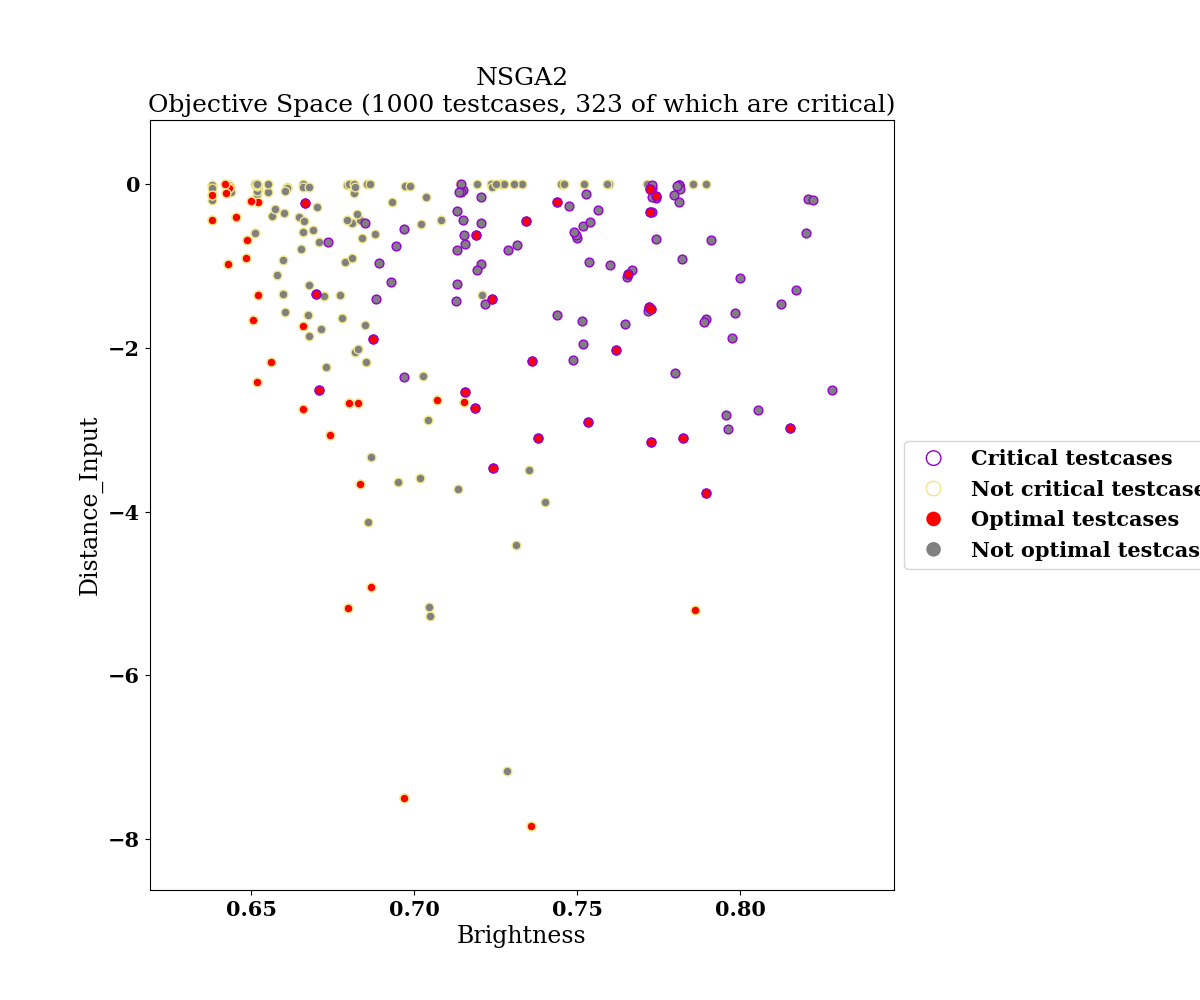 NSGA2
Objective Space (1000 testcases, 323 of which are critical)
0
−2
−4
−6
−8
Distance_Input
0.65
0.70
0.75
0.80
Brightness
Critical testcases
Not critical testcase
Optimal testcases
Not optimal testcas